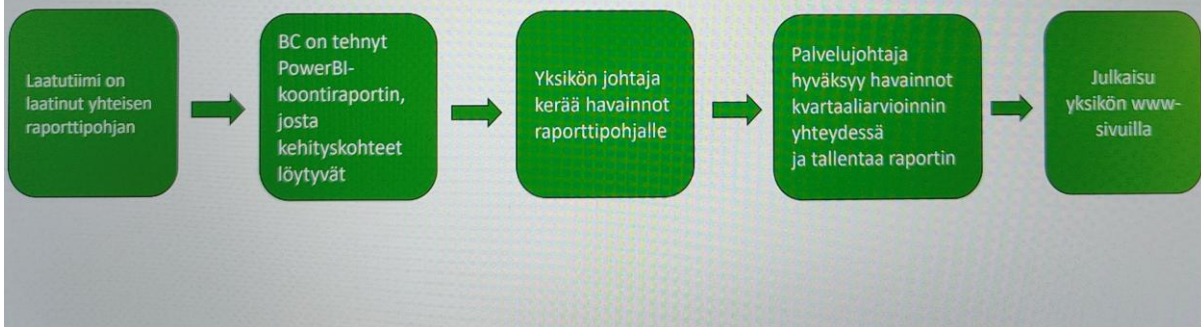 Laatutiimi on
laatinut yhteisen
raporttipohjan
BC on tehnyt
PowerBI-
koontiraportin,
josta
kehityskohteet
löytyvät
Yksikön johtaja
kerää havainnot
raporttipohjalle
Palvelujohtaja
hyväksyy havainnot
kvartaaliarvioinnin
yhteydessä
ja tallentaa raportin
Julkaisu
yksikön www-
sivuilla